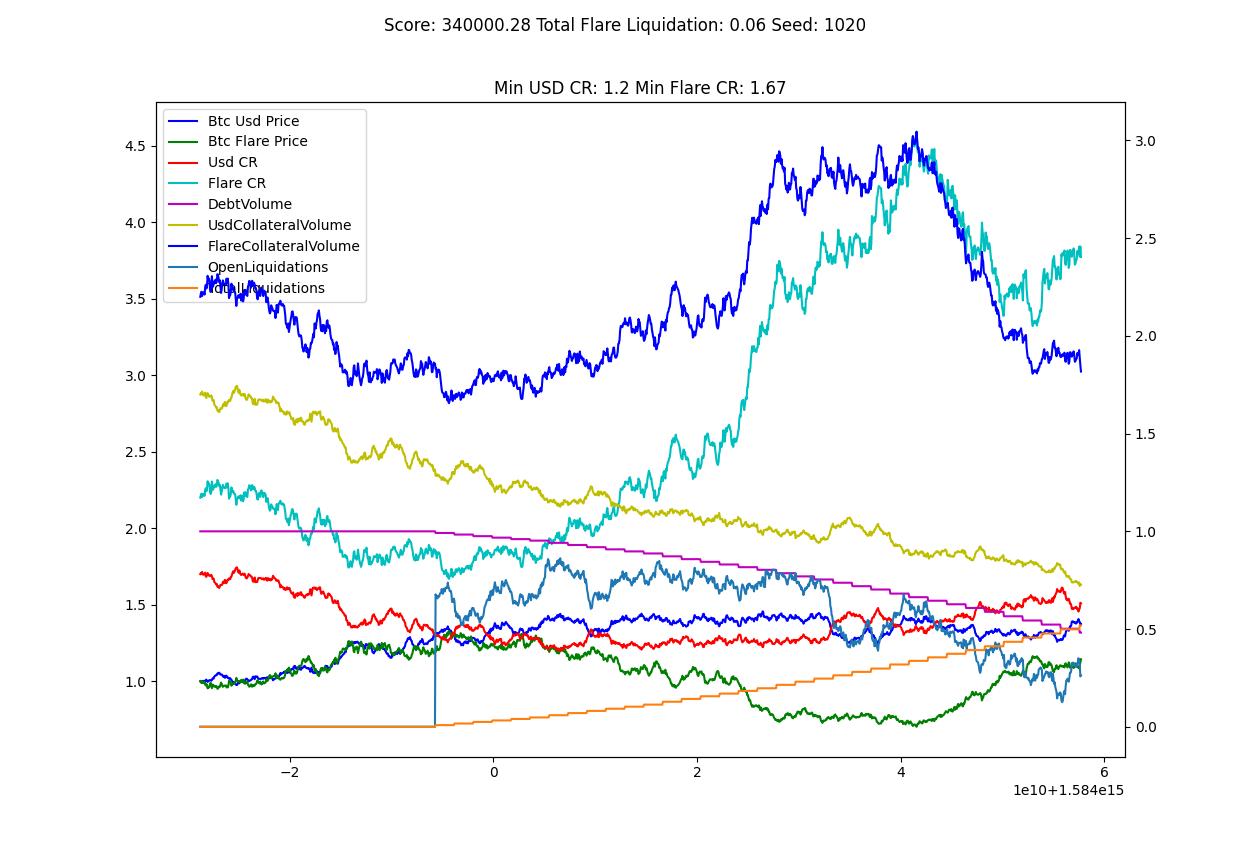 Score: 340000.28 Total Flare Liquidation: 0.06 Seed: 1020
Min USD CR: 1.2 Min Flare CR: 1.67
Btc Usd Price
Btc Flare Price
Usd CR
Flare CR
DebtVolume
UsdCollateralVolume
FlareCollateralVolume
OpenLiquidations
TotalLiquidations
4.5
4.0
3.5
3.0
2.5
2.0
1.5
1.0
3.0
2.5
2.0
1.5
1.0
0.5
0.0
−2
0
2
4
6
1e10+1.584e15